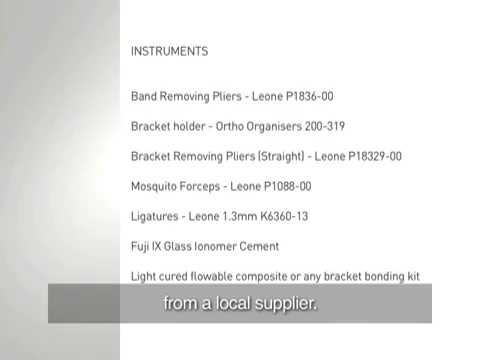 INSTRUMENTS
Band Removing Pliers - Leone P1836-00
Bracket holder - Ortho Organisers 200-319
Bracket Removing Pliers (Straight) - Leone P18329-00
Mosquito Forceps - Leone P1088-00
Ligatures - Leone 1.3mm K6360-13
Fuji IX Glass Ionomer Cement
Light cured flowable composite or any bracket bonding kit
from a local supplier.